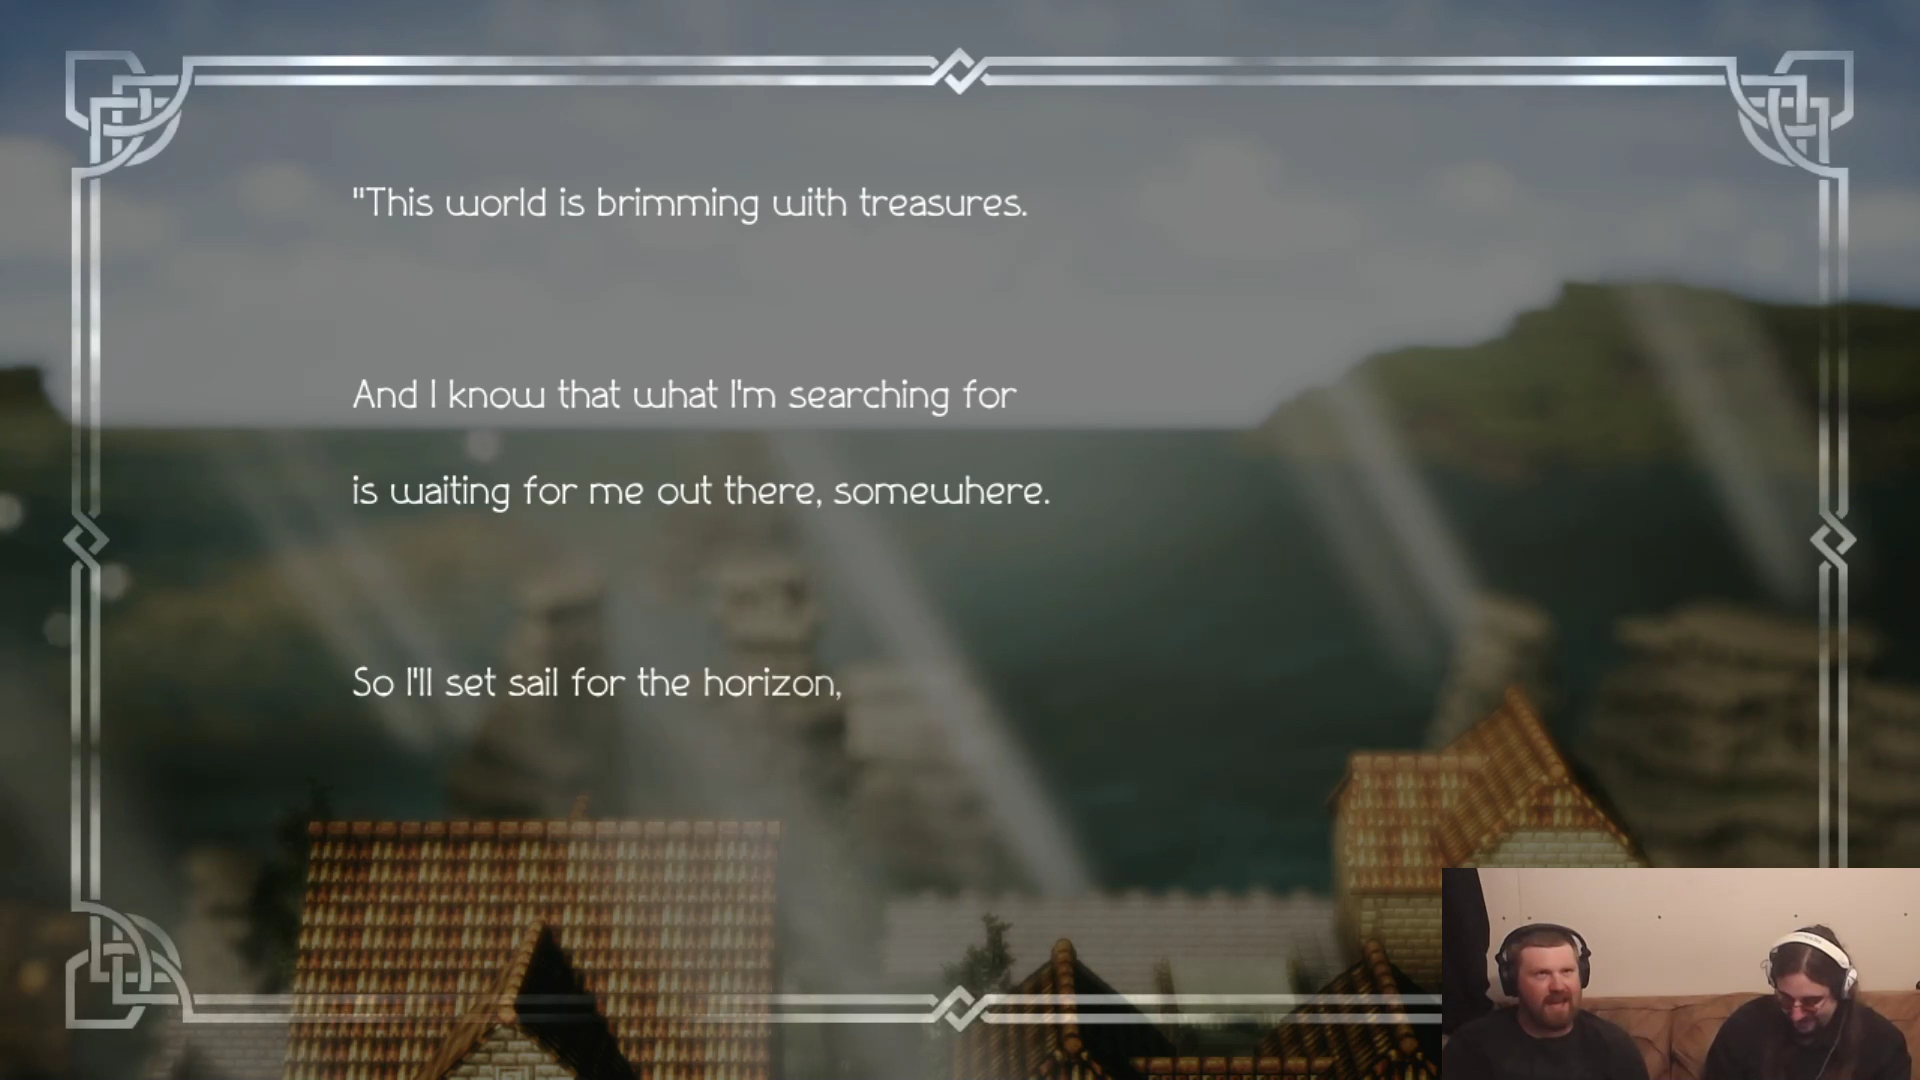 "This world is brimming with treasures.
And I know that what I'm searching for
is waiting for me out there, somewhere.
So I'll set sail for the horizon,